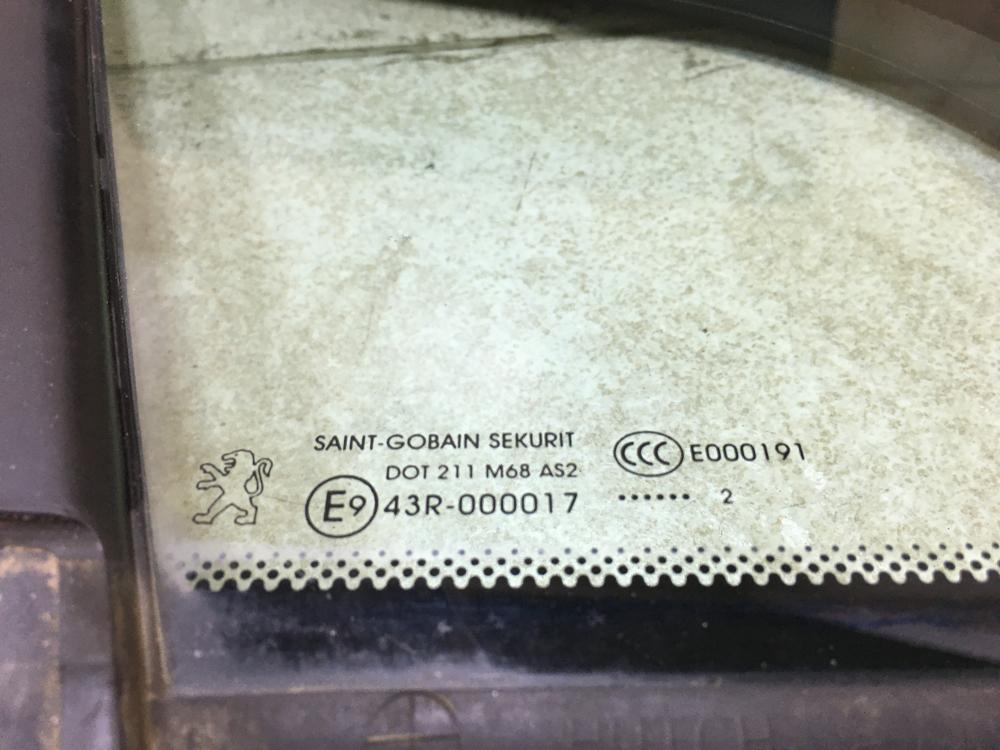 SAINT-GOBAIN SEKURIT
DOT 211 M68 AS2
E9 43R-000017
CCC E000191
....... 2